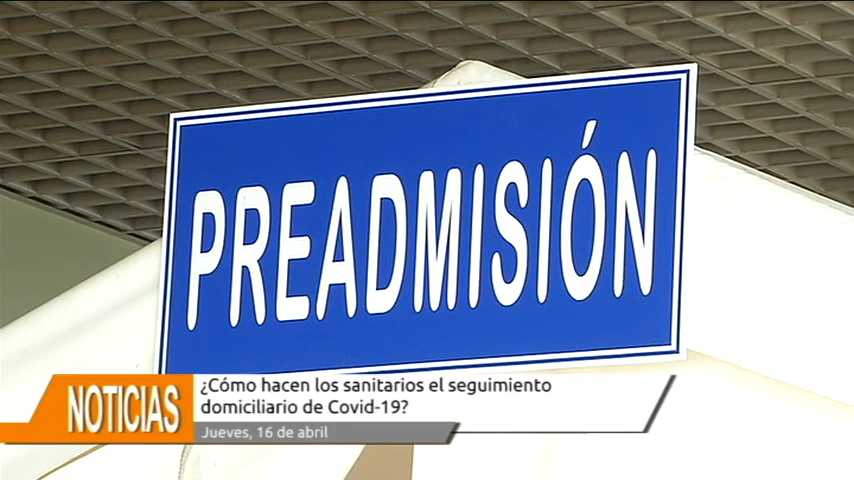 PREADMISIÓN
NOTICIAS
¿Cómo hacen los sanitarios el seguimiento
domiciliario de Covid-19?
Jueves, 16 de abril